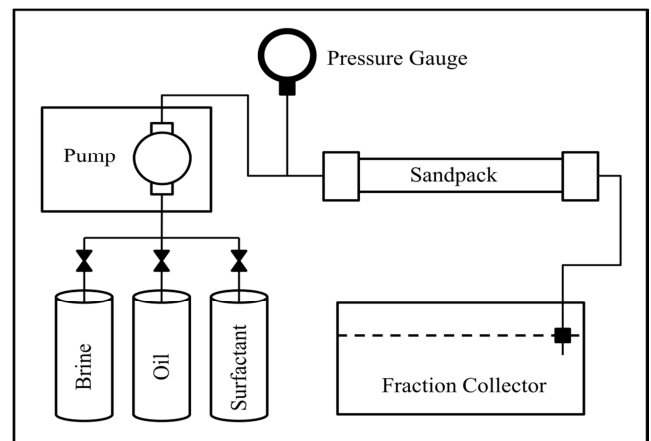 Pressure Gauge
Pump
Sandpack
Brine
Oil
Surfactant
Fraction Collector